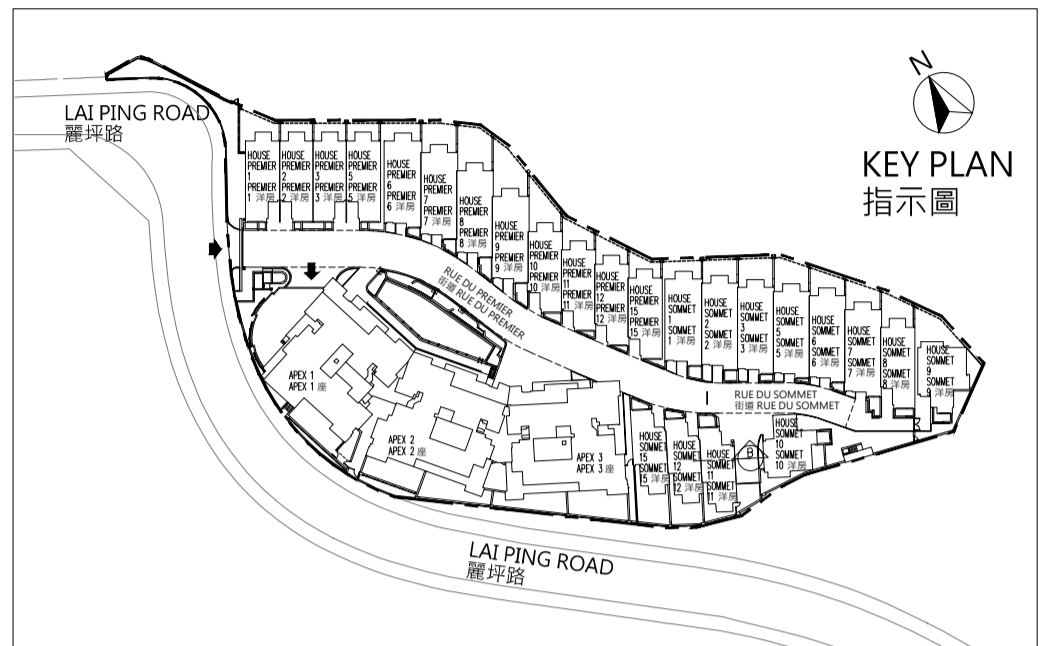 LAI PING ROAD
麗坪路
N
KEY PLAN
指示圖
HOUSE
PREMIER
1
PREMIER
1 洋房
HOUSE
PREMIER
2
PREMIER
2 洋房
HOUSE
PREMIER
3
PREMIER
3 洋房
HOUSE
PREMIER
5
PREMIER
5 洋房
HOUSE
PREMIER
6
PREMIER
6 洋房
HOUSE
PREMIER
7
PREMIER
7 洋房
HOUSE
PREMIER
8
PREMIER
8 洋房
HOUSE
PREMIER
9
PREMIER
9 洋房
HOUSE
PREMIER
10
PREMIER
10 洋房
HOUSE
PREMIER
11
PREMIER
11 洋房
HOUSE
PREMIER
12
PREMIER
12 洋房
HOUSE
PREMIER
15
PREMIER
15 洋房
HOUSE
SOMMET
1
SOMMET
1 洋房
HOUSE
SOMMET
2
SOMMET
2 洋房
HOUSE
SOMMET
3
SOMMET
3 洋房
HOUSE
SOMMET
5
SOMMET
5 洋房
HOUSE
SOMMET
6
SOMMET
6 洋房
HOUSE
SOMMET
7
SOMMET
7 洋房
HOUSE
SOMMET
8
SOMMET
8 洋房
HOUSE
SOMMET
9
SOMMET
9 洋房
RUE DU PREMIER
街道 RUE DU PREMIER
RUE DU SOMMET
街道 RUE DU SOMMET
APEX 1
APEX 1 座
APEX 2
APEX 2 座
APEX 3
APEX 3 座
HOUSE
SOMMET
15
SOMMET
15 洋房
HOUSE
SOMMET
12
SOMMET
12 洋房
HOUSE
SOMMET
11
SOMMET
11 洋房
B
HOUSE
SOMMET
10
SOMMET
10 洋房
LAI PING ROAD
麗坪路